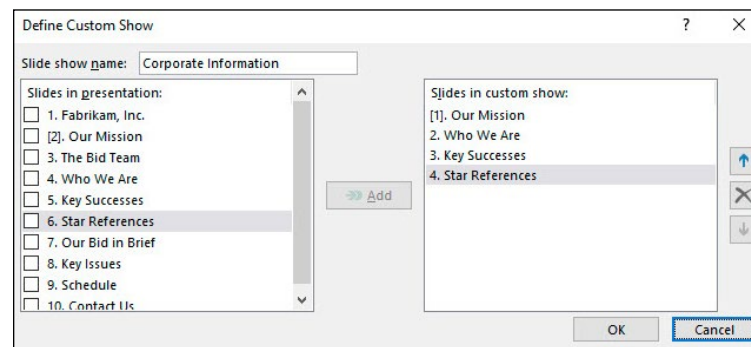 Define Custom Show ? ×
Slide show name: Corporate Information
Slides in presentation:
1. Fabrikam, Inc.
[2]. Our Mission
3. The Bid Team
4. Who We Are
5. Key Successes
6. Star References
7. Our Bid in Brief
8. Key Issues
9. Schedule
10. Contact Us
Add
Slides in custom show:
[1]. Our Mission
2. Who We Are
3. Key Successes
4. Star References
OK
Cancel